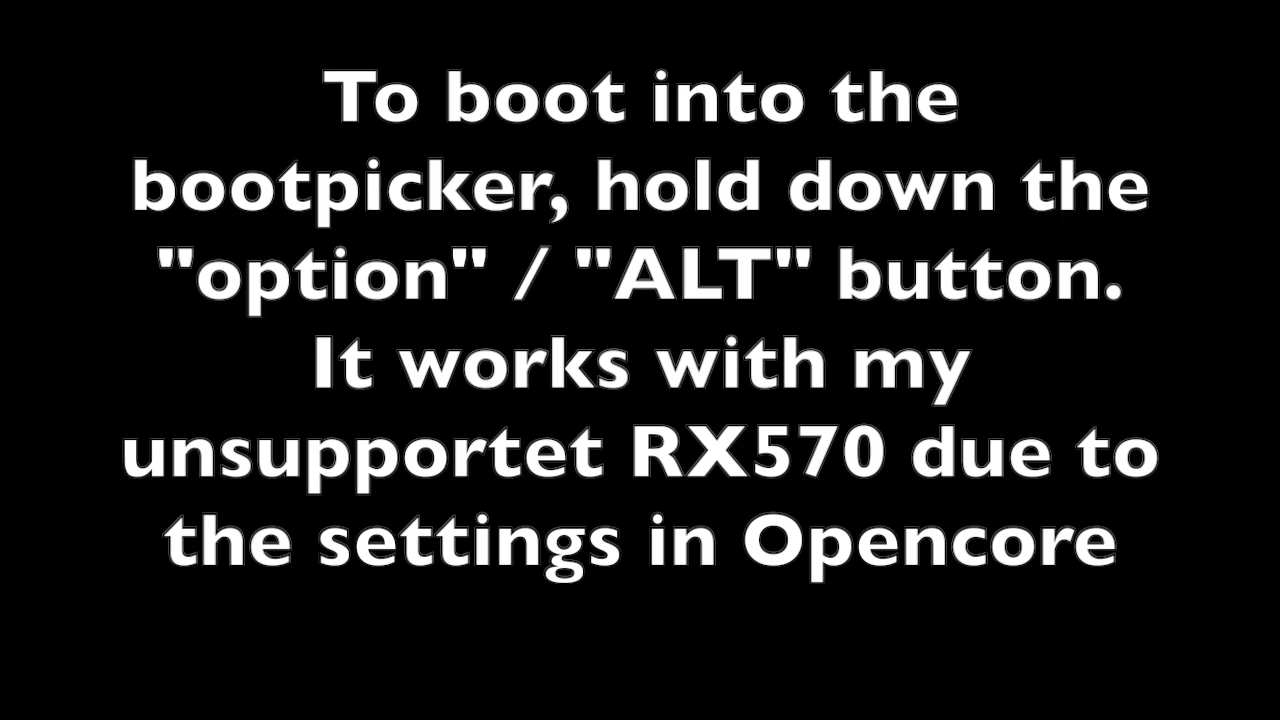 To boot into the
bootpicker, hold down the
"option" / "ALT" button.
It works with my
unsupportet RX570 due to
the settings in Opencore